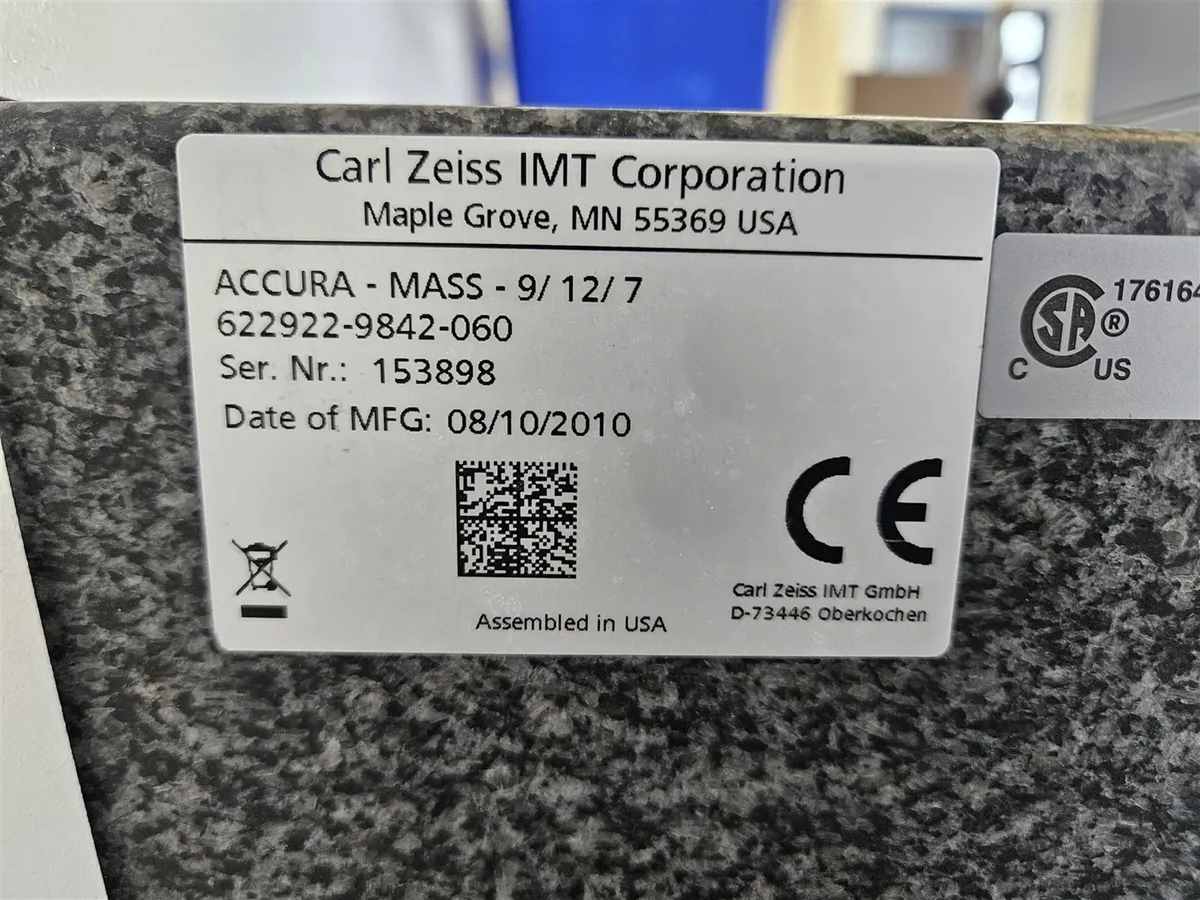 Carl Zeiss IMT Corporation
Maple Grove, MN 55369 USA
ACCURA - MASS - 9/ 12/ 7
622922-9842-060
Ser. Nr.: 153898
Date of MFG: 08/10/2010
CE
Carl Zeiss IMT GmbH
D-73446 Oberkochen
Assembled in USA
SA ® 
C US